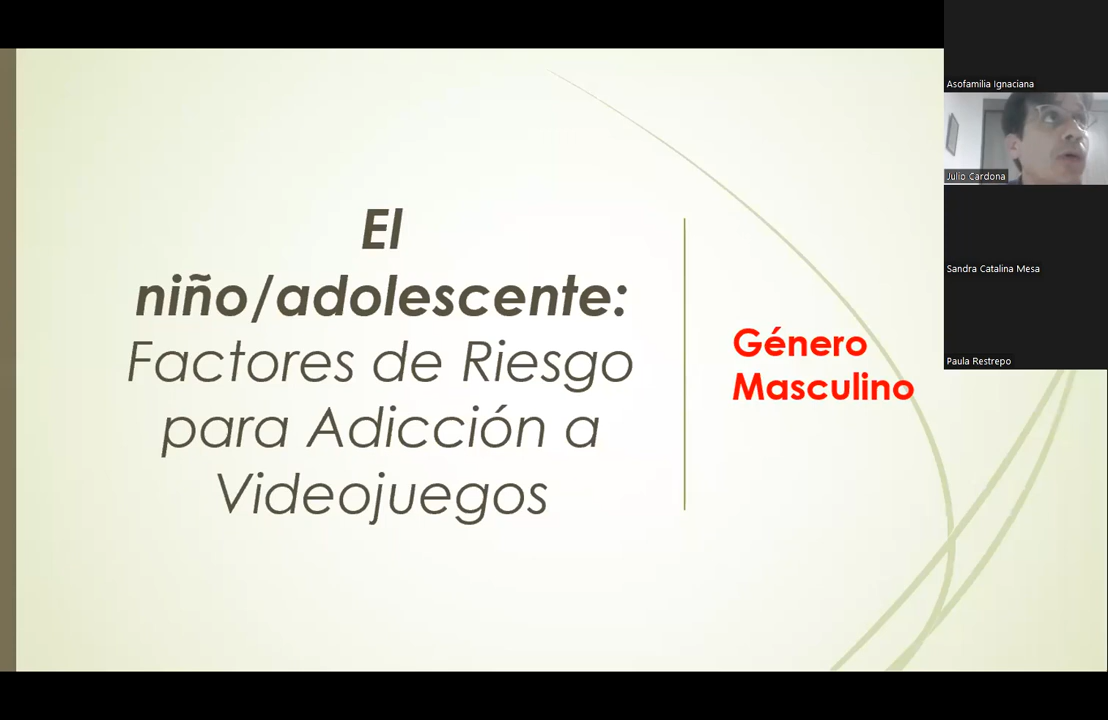 El
niño/adolescente:
Factores de Riesgo
para Adicción a
Videojuegos
Género
Masculino
Asofamilia Ignaciana
Julio Cardona
Sandra Catalina Mesa
Paula Restrepo